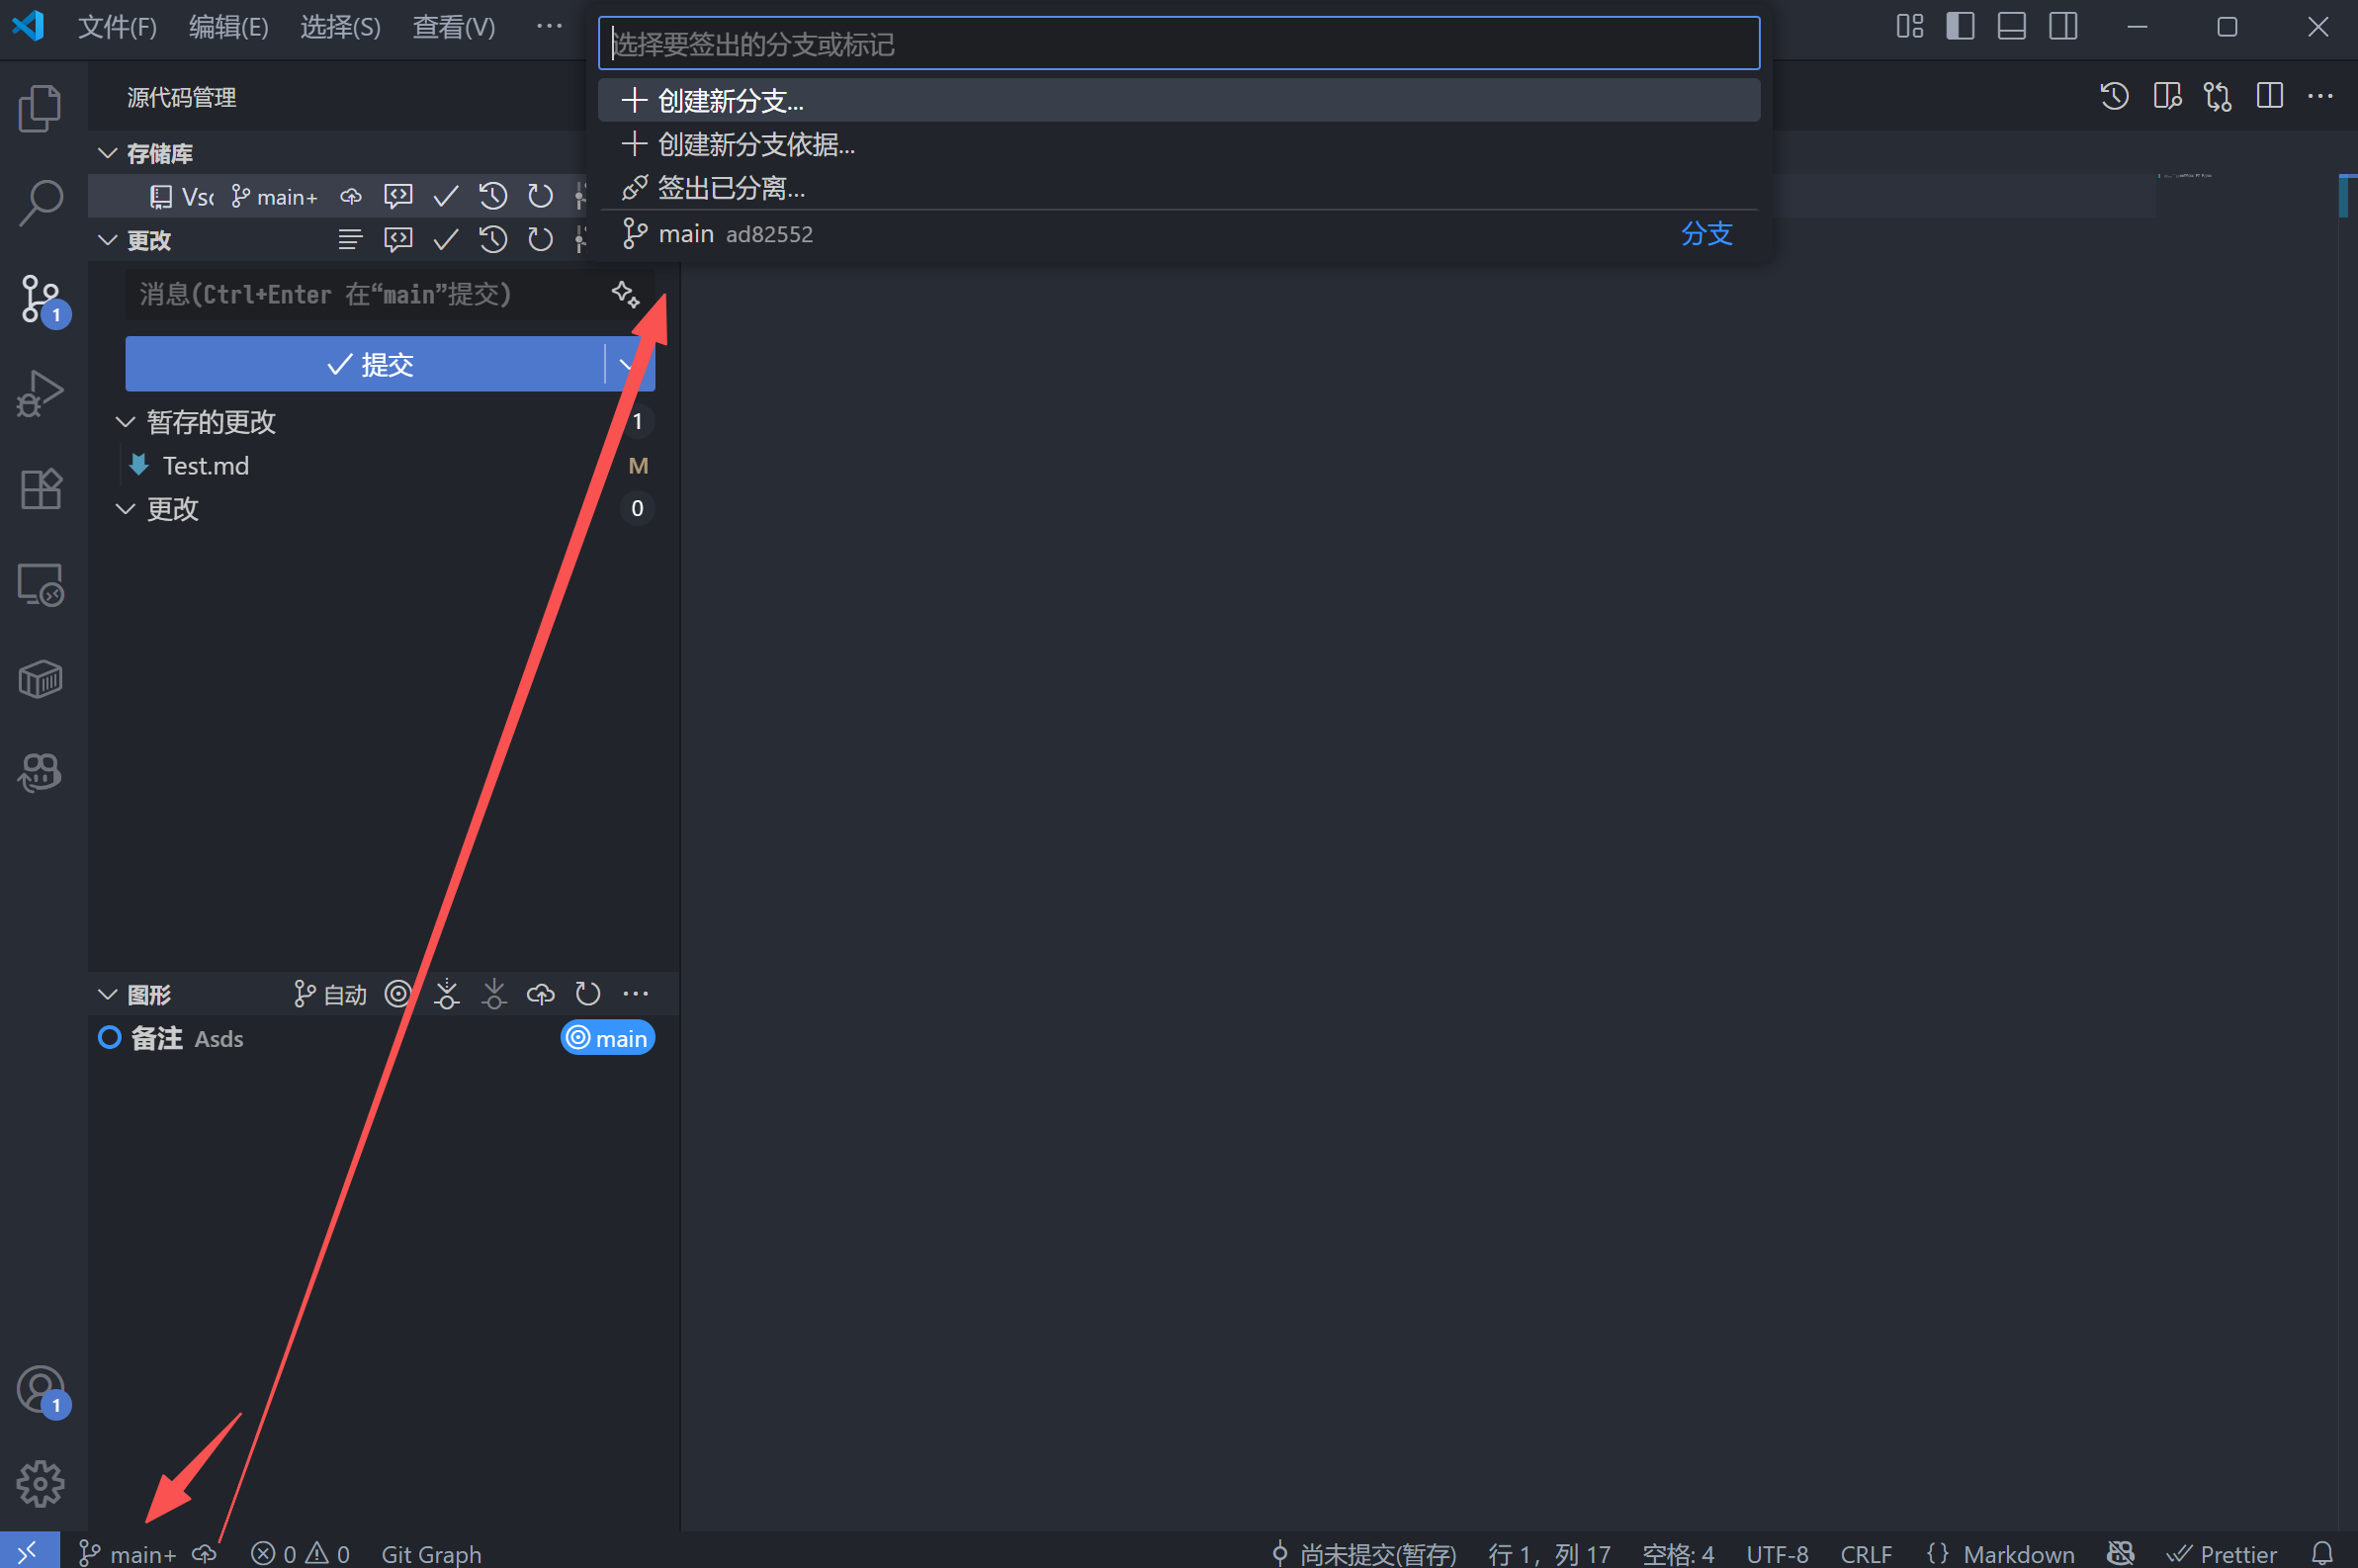 文件(F) 编辑(E) 选择(S) 查看(V) ···
选择要签出的分支或标记
创建新分支...
创建新分支依据...
签出已分离...
main ad82552 分支
源代码管理
存储库
Vsc main+
更改
消息(Ctrl+Enter 在“main”提交)
提交
暂存的更改 1
Test.md M
更改 0
图形 自动
备注 Asds main
1
1
main+ 0 0 Git Graph 尚未提交(暂存) 行 1，列 17 空格: 4 UTF-8 CRLF {} Markdown Prettier